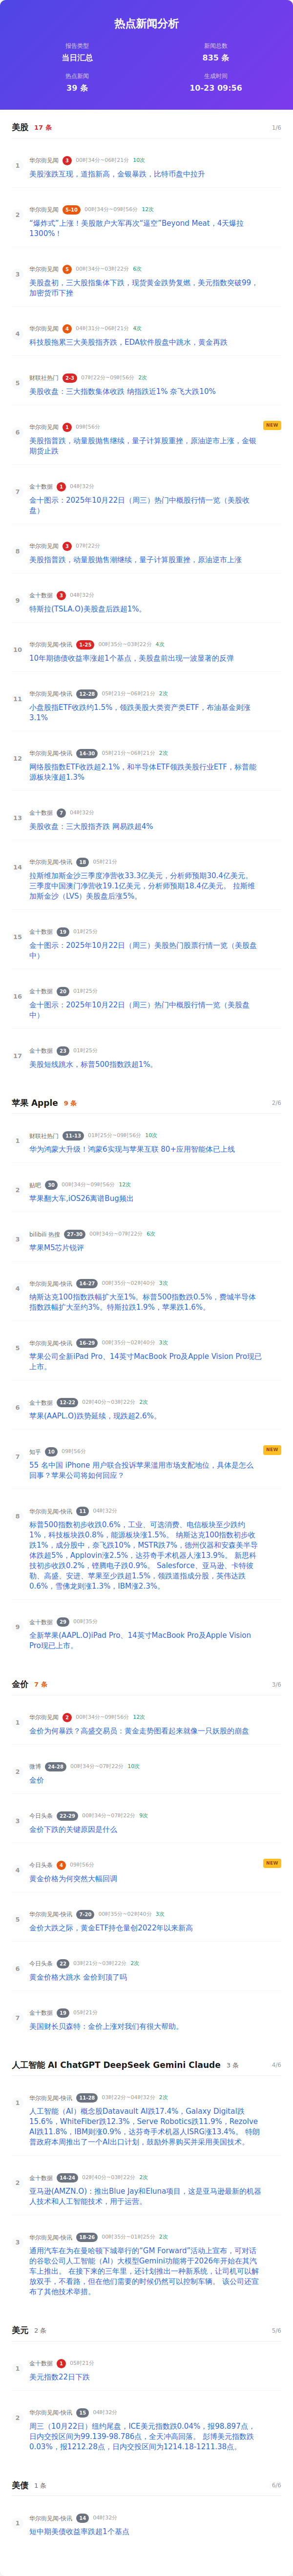 热点新闻分析
报告类型
新闻总数
当日汇总
835 条
热点新闻
生成时间
39 条
10-23 09:56
美股 17 条 1/6
1
华尔街见闻 3 00时34分~06时21分 10次
美股涨跌互现，道指新高，金银暴跌，比特币盘中拉升
2
华尔街见闻 5-10 00时34分~09时56分 12次
“爆炸式”上涨！美股散户大军再次“逼空”Beyond Meat，4天爆拉
1300%！
3
华尔街见闻 5 00时34分~03时22分 6次
美股盘初，三大股指集体下跌，现货黄金跌势复燃，美元指数突破99，
加密货币下挫
4
华尔街见闻 4 04时31分~06时21分 4次
科技股拖累三大美股指齐跌，EDA软件股盘中跳水，黄金再跌
5
财联社热门 2-3 07时22分~09时56分 2次
美股收盘：三大指数集体收跌 纳指跌近1% 奈飞大跌10%
6
华尔街见闻 1 09时56分
NEW
美股指普跌，动量股抛售继续，量子计算股重挫，原油逆市上涨，金银
期货止跌
7
金十数据 1 04时32分
金十图示：2025年10月22日（周三）热门中概股行情一览（美股收
盘）
8
华尔街见闻 3 07时22分
美股指普跌，动量股抛售潮继续，量子计算股重挫，原油逆市上涨
9
金十数据 3 04时32分
特斯拉(TSLA.O)美股盘后跌超1%。
10
华尔街见闻-快讯 1-25 00时35分~03时22分 4次
10年期德债收益率涨超1个基点，美股盘前出现一波显著的反弹
11
华尔街见闻-快讯 12-28 05时21分~06时21分 2次
小盘股指ETF收跌约1.5%，领跌美股大类资产类ETF，布油基金则涨
3.1%
12
华尔街见闻-快讯 14-30 05时21分~06时21分 2次
网络股指数ETF收跌超2.1%，和半导体ETF领跌美股行业ETF，标普能
源板块涨超1.3%
13
金十数据 7 04时32分
美股收盘：三大股指齐跌 网易跌超4%
14
华尔街见闻-快讯 18 05时21分
拉斯维加斯金沙三季度净营收33.3亿美元，分析师预期30.4亿美元。
三季度中国澳门净营收19.1亿美元，分析师预期18.4亿美元。 拉斯维
加斯金沙（LVS）美股盘后涨5%。
15
金十数据 19 01时25分
金十图示：2025年10月22日（周三）美股热门股票行情一览（美股盘
中）
16
金十数据 20 01时25分
金十图示：2025年10月22日（周三）热门中概股行情一览（美股盘
中）
17
金十数据 23 01时25分
美股短线跳水，标普500指数跌超1%。
苹果 Apple 9 条 2/6
1
财联社热门 11-13 01时25分~09时56分 10次
华为鸿蒙大升级！鸿蒙6实现与苹果互联 80+应用智能体已上线
2
贴吧 30 00时34分~09时56分 12次
苹果翻大车,iOS26离谱Bug频出
3
bilibili 热搜 27-30 00时34分~07时22分 6次
苹果M5芯片锐评
4
华尔街见闻-快讯 14-27 00时35分~02时40分 3次
纳斯达克100指数跌幅扩大至1%。标普500指数跌0.5%，费城半导体
指数跌幅扩大至约3%。特斯拉跌1.9%，苹果跌1.6%。
5
华尔街见闻-快讯 16-29 00时35分~02时40分 3次
苹果公司全新iPad Pro、14英寸MacBook Pro及Apple Vision Pro现已
上市。
6
金十数据 12-22 02时40分~03时22分 2次
苹果(AAPL.O)跌势延续，现跌超2.6%。
7
知乎 10 09时56分
NEW
55 名中国 iPhone 用户联合投诉苹果滥用市场支配地位，具体是怎么
回事？苹果公司将如何回应？
8
华尔街见闻-快讯 11 04时32分
标普500指数初步收跌0.6%，工业、可选消费、电信板块至少跌约
1%，科技板块跌0.8%，能源板块涨1.5%。 纳斯达克100指数初步收
跌1%，成分股中，奈飞跌10%，MSTR跌7%，德州仪器和安森美半导
体跌超5%，Applovin涨2.5%，达芬奇手术机器人涨13.9%。 新思科
技初步收跌0.2%，铿腾电子跌0.9%。 Salesforce、亚马逊、卡特彼
勒、高盛、安进、苹果至少跌超1.5%，领跌道指成分股，英伟达跌
0.6%，雪佛龙则涨1.3%，IBM涨2.3%。
9
金十数据 29 00时35分
全新苹果(AAPL.O)iPad Pro、14英寸MacBook Pro及Apple Vision
Pro现已上市。
金价 7 条 3/6
1
华尔街见闻 2 00时34分~09时56分 12次
金价为何暴跌？高盛交易员：黄金走势图看起来就像一只妖股的崩盘
2
微博 24-28 00时34分~07时22分 10次
金价
3
今日头条 22-29 00时34分~07时22分 9次
金价下跌的关键原因是什么
4
今日头条 4 09时56分
NEW
黄金价格为何突然大幅回调
5
华尔街见闻-快讯 7-20 00时35分~02时40分 3次
金价大跌之际，黄金ETF持仓量创2022年以来新高
6
今日头条 22 03时21分~03时22分 2次
黄金价格大跳水 金价到顶了吗
7
金十数据 19 05时21分
美国财长贝森特：金价上涨对我们有很大帮助。
人工智能 AI ChatGPT DeepSeek Gemini Claude 3 条 4/6
1
华尔街见闻-快讯 11-28 03时22分~04时32分 2次
人工智能（AI）概念股Datavault AI跌17.4%，Galaxy Digital跌
15.6%，WhiteFiber跌12.3%，Serve Robotics跌11.9%，Rezolve
AI跌11.8%，IBM则涨0.9%，达芬奇手术机器人ISRG涨13.4%。 特朗
普政府本周推出了一个AI出口计划，鼓励外界购买并采用美国技术。
2
金十数据 14-24 02时40分~03时22分 2次
亚马逊(AMZN.O)：推出Blue Jay和Eluna项目，这是亚马逊最新的机器
人技术和人工智能技术，用于运营。
3
华尔街见闻-快讯 18-26 00时35分~01时25分 2次
通用汽车在为在曼哈顿下城举行的“GM Forward”活动上宣布，可对话
的谷歌公司人工智能（AI）大模型Gemini功能将于2026年开始在其汽
车上推出。 在接下来的三年里，还计划推出一种新系统，让司机可以解
放双手，不看路，但在他们需要的时候仍然可以控制车辆。 该公司还宣
布了其他技术举措。
美元 2 条 5/6
1
金十数据 1 05时21分
美元指数22日下跌
2
华尔街见闻-快讯 15 04时32分
周三（10月22日）纽约尾盘，ICE美元指数跌0.04%，报98.897点，
日内交投区间为99.139-98.786点，全天冲高回落。 彭博美元指数跌
0.03%，报1212.28点，日内交投区间为1214.18-1211.38点。
美债 1 条 6/6
1
华尔街见闻-快讯 14 04时32分
短中期美债收益率跌超1个基点